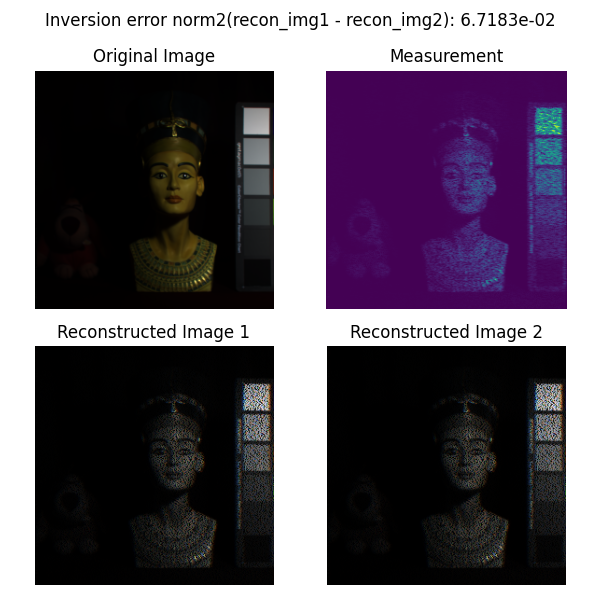 Inversion error norm2(recon_img1 - recon_img2): 6.7183e-02
Original Image
Measurement
Reconstructed Image 1
Reconstructed Image 2